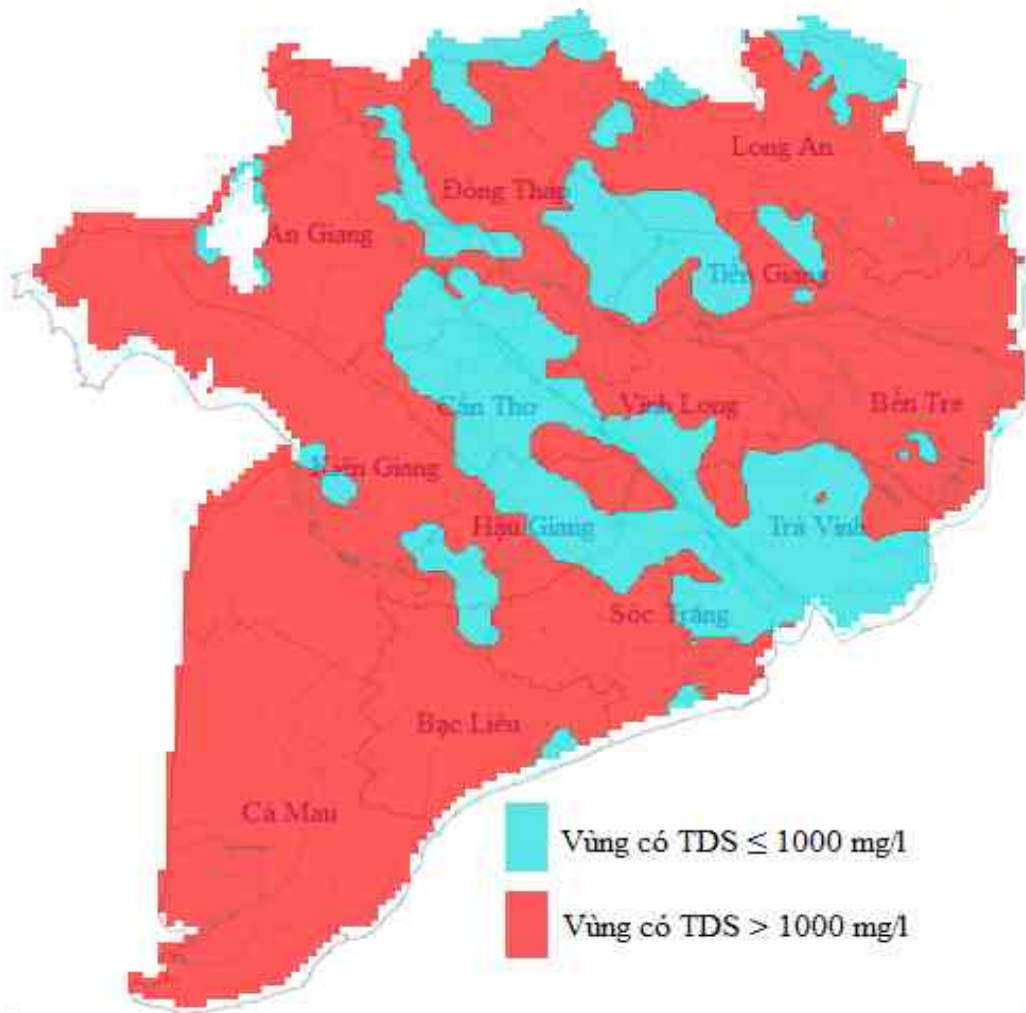 Long An
Đồng Tháp
An Giang
Tiền Giang
Cần Thơ
Vĩnh Long
Bến Tre
Kiên Giang
Hậu Giang
Trà Vinh
Sóc Trăng
Bạc Liêu
Cà Mau
Vùng có TDS ≤ 1000 mg/l
Vùng có TDS > 1000 mg/l